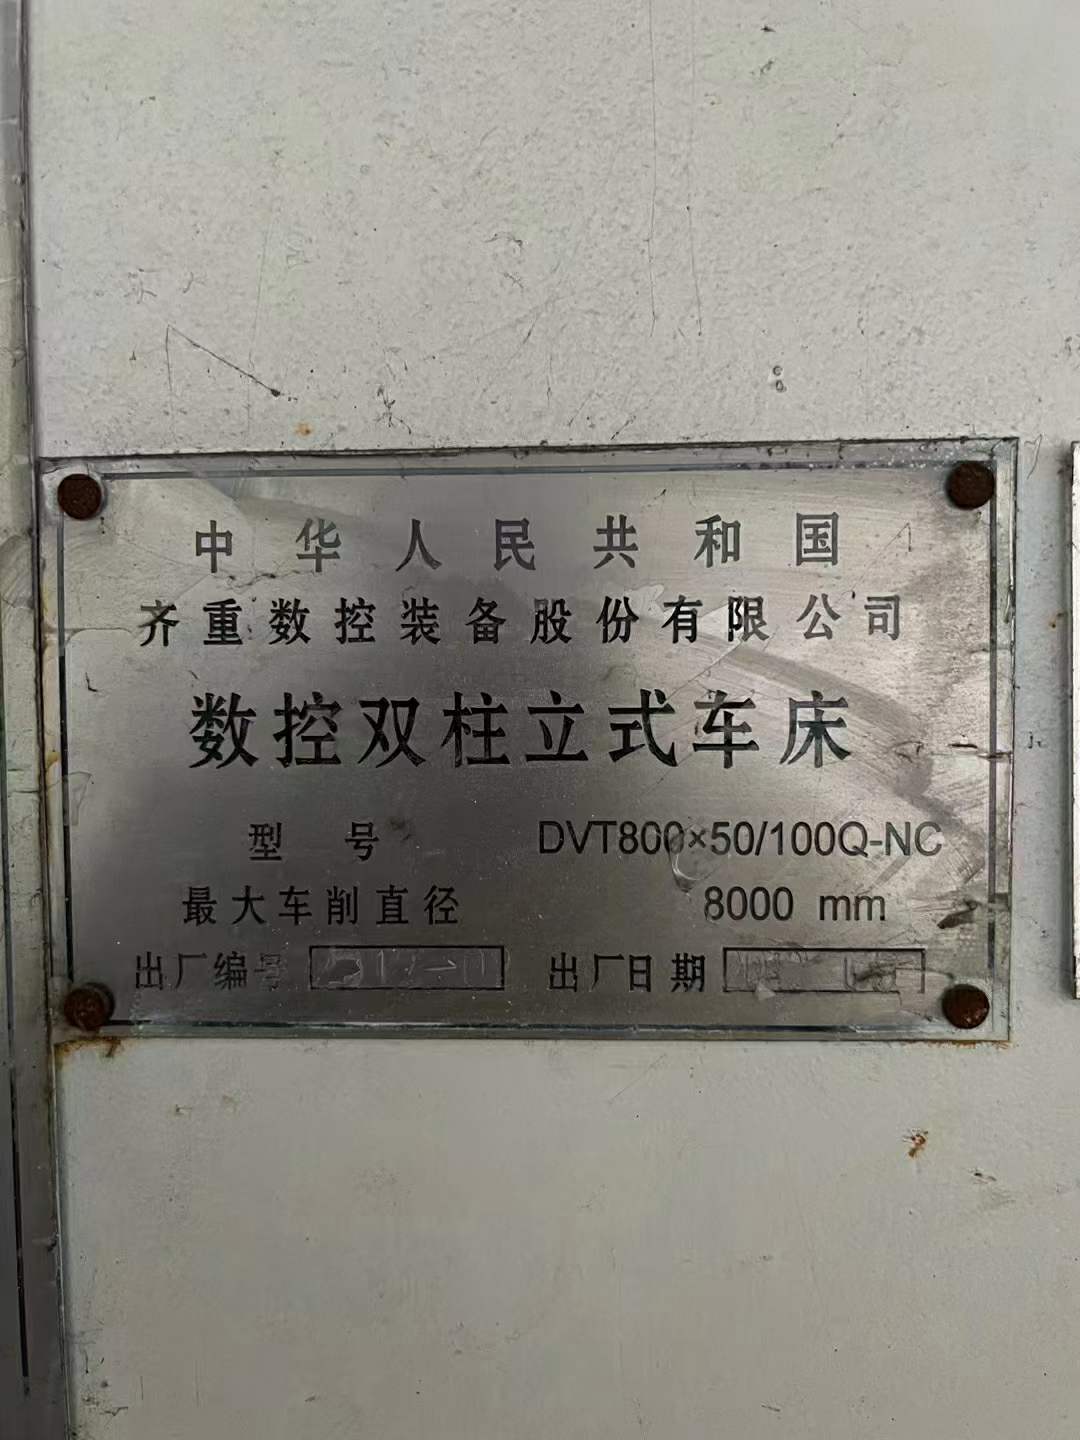 中华人民共和国
齐重数控装备股份有限公司
数控双柱立式车床
型号 DVT800×50/100Q-NC
最大车削直径 8000 mm
出厂编号 出厂日期